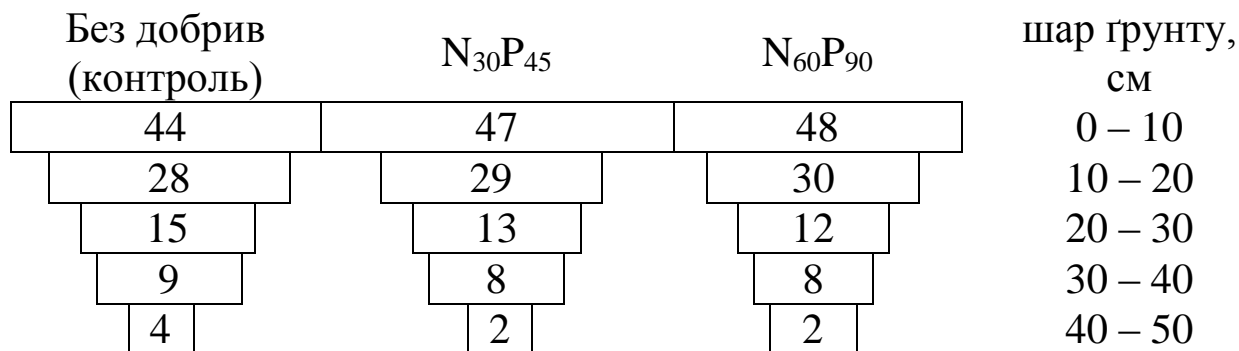 Без добрив
(контроль)
N₃₀P₄₅
N₆₀P₉₀
шар ґрунту,
см
44 47 48 0 – 10
28 29 30 10 – 20
15 13 12 20 – 30
9 8 8 30 – 40
4 2 2 40 – 50